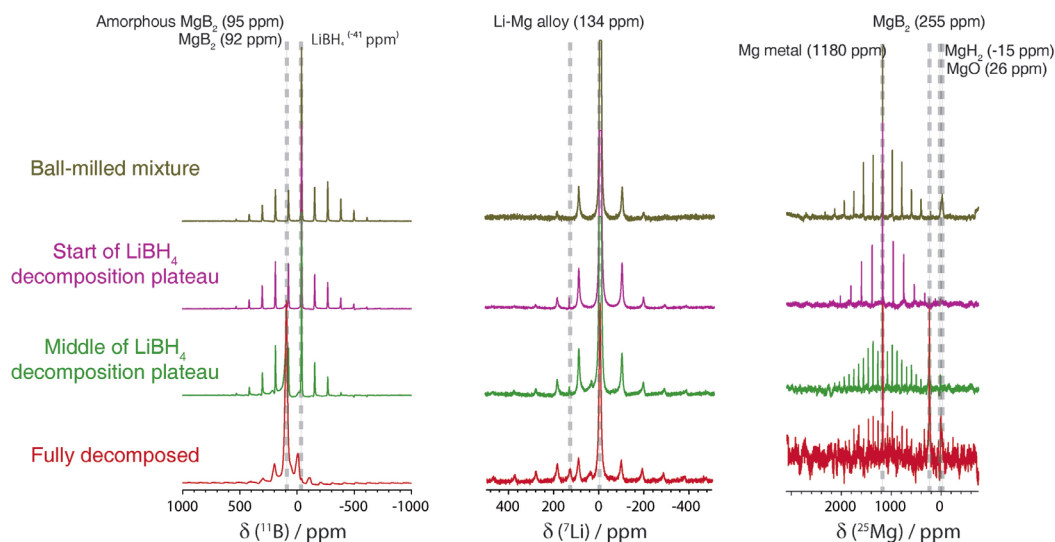 Amorphous MgB₂ (95 ppm)
MgB₂ (92 ppm)
LiBH₄ (-41 ppm)
Li-Mg alloy (134 ppm)
MgB₂ (255 ppm)
Mg metal (1180 ppm)
MgH₂ (-15 ppm)
MgO (26 ppm)
Ball-milled mixture
Start of LiBH₄
decomposition plateau
Middle of LiBH₄
decomposition plateau
Fully decomposed
1000 500 0 -500 -1000
400 200 0 -200 -400
2000 1000 0
δ (¹¹B) / ppm
δ (⁷Li) / ppm
δ (²⁵Mg) / ppm